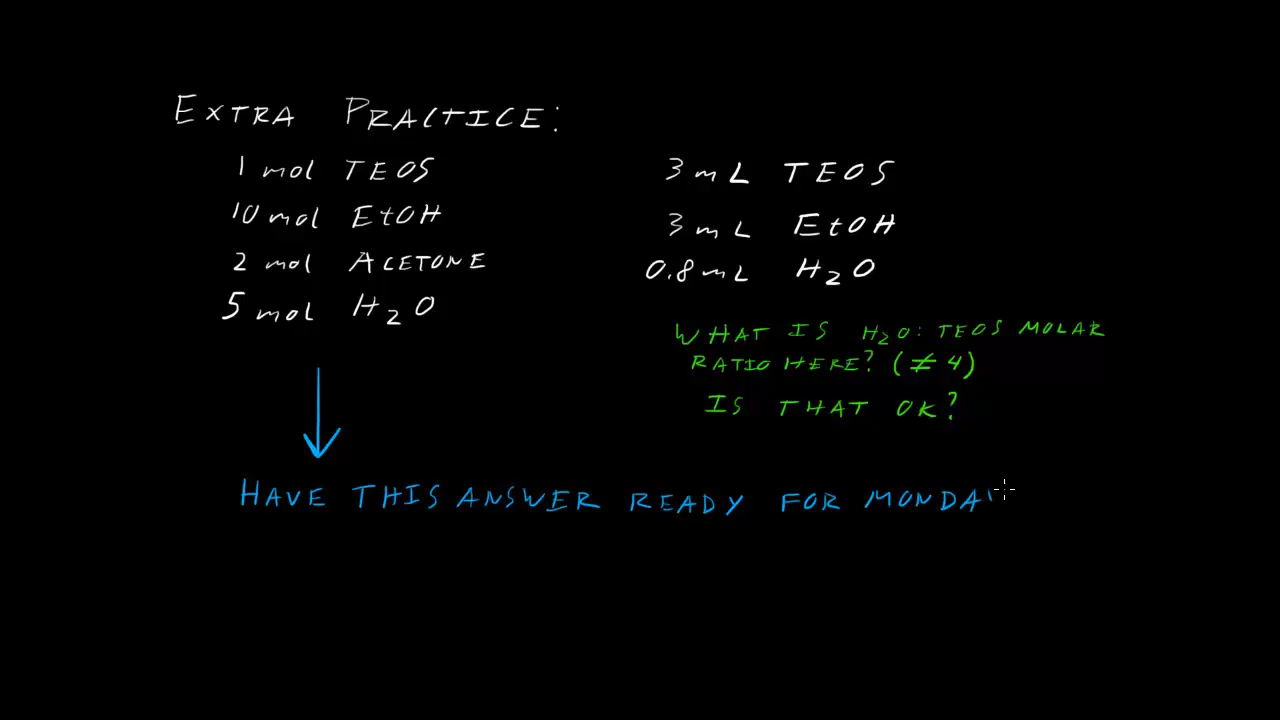 EXTRA PRACTICE:
1 mol TEOS
10 mol EtOH
2 mol ACETONE
5 mol H2O
3 mL TEOS
3 mL EtOH
0.8 mL H2O
WHAT IS H2O: TEOS MOLAR
RATIO HERE? (≠4)
IS THAT OK?
HAVE THIS ANSWER READY FOR MONDA